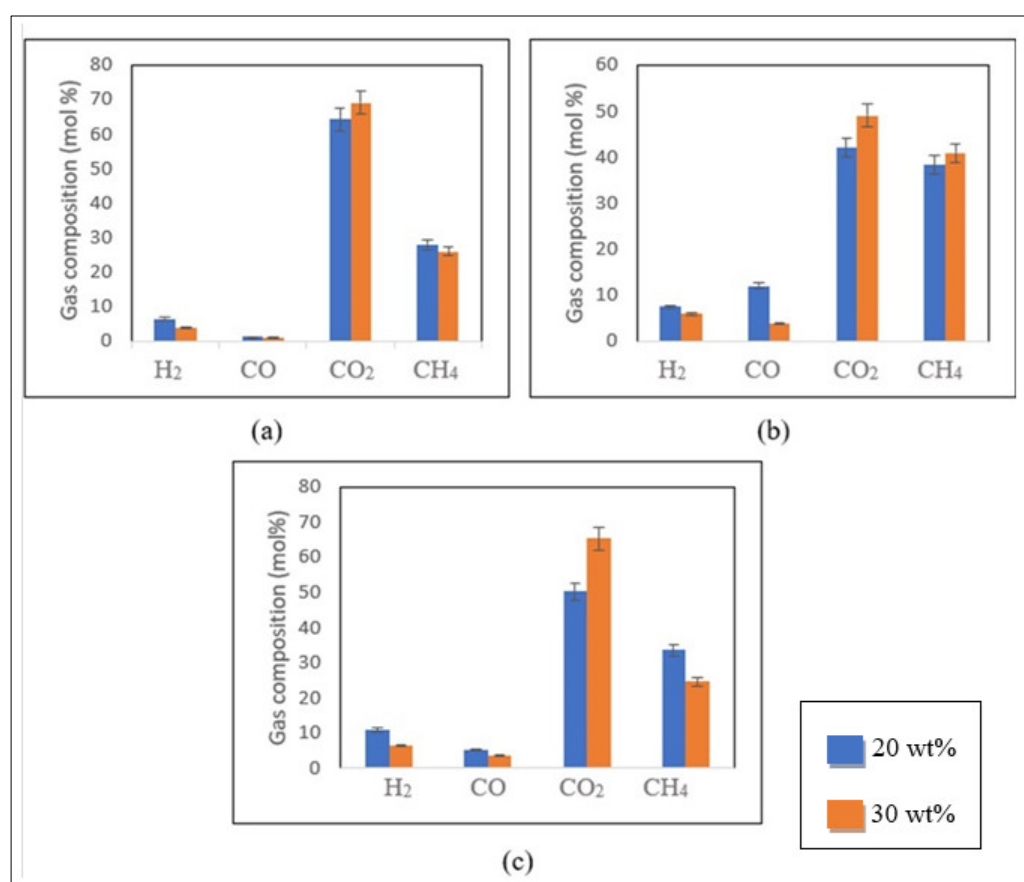 Gas composition (mol %)
80
70
60
50
40
30
20
10
0
H₂ CO CO₂ CH₄
(a)
Gas composition (mol %)
60
50
40
30
20
10
0
H₂ CO CO₂ CH₄
(b)
Gas composition (mol%)
80
70
60
50
40
30
20
10
0
H₂ CO CO₂ CH₄
(c)
20 wt%
30 wt%